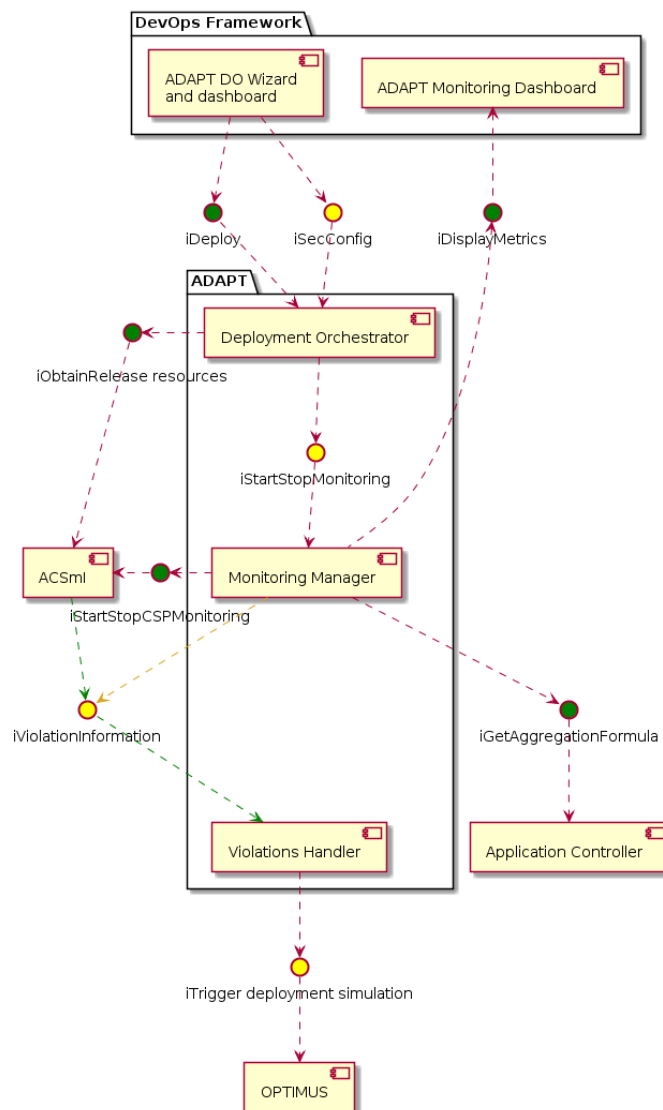 DevOps Framework
ADAPT DO Wizard
and dashboard
ADAPT Monitoring Dashboard
iDeploy
iSecConfig
iDisplayMetrics
ADAPT
Deployment Orchestrator
iObtainRelease resources
iStartStopMonitoring
ACSmI
Monitoring Manager
iStartStopCSPMonitoring
iViolationInformation
iGetAggregationFormula
Violations Handler
Application Controller
iTrigger deployment simulation
OPTIMUS